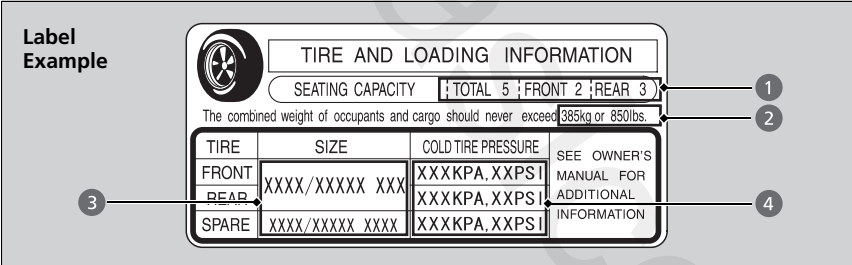 Label
Example
TIRE AND LOADING INFORMATION
SEATING CAPACITY TOTAL 5 FRONT 2 REAR 3
1
The combined weight of occupants and cargo should never exceed 385kg or 850lbs.
2
TIRE SIZE COLD TIRE PRESSURE
SEE OWNER'S
MANUAL FOR
ADDITIONAL
INFORMATION
FRONT XXXX/XXXXX XXX XXXKPA,XXPSI
REAR XXXKPA,XXPSI
3
4
SPARE XXXX/XXXXX XXXX XXXKPA,XXPSI